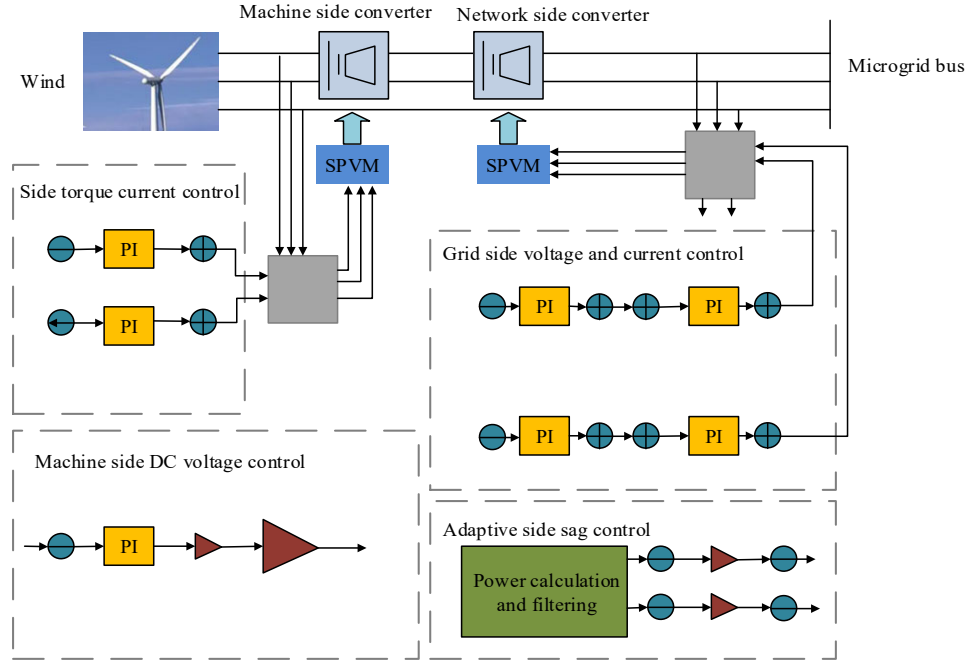 Machine side converter
Network side converter
Wind
Microgrid bus
SPVM
SPVM
Side torque current control
PI
PI
Grid side voltage and current control
PI
PI
PI
PI
Machine side DC voltage control
PI
Adaptive side sag control
Power calculation
and filtering